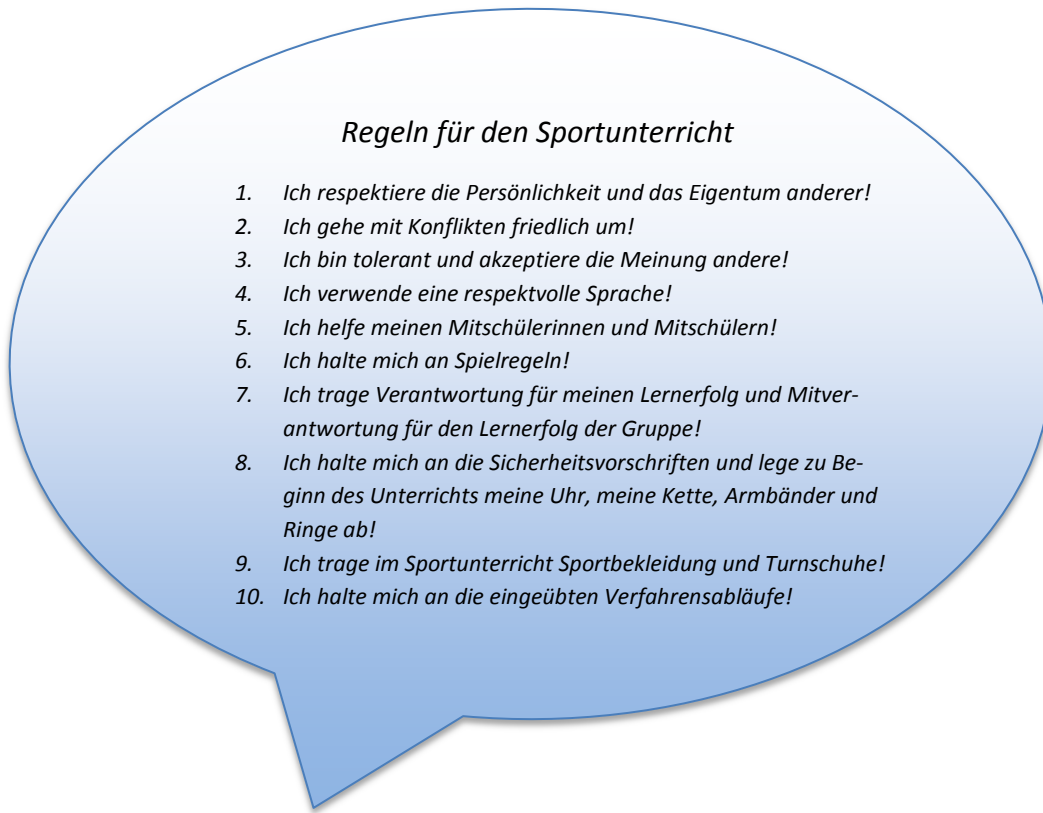 Regeln für den Sportunterricht
1. Ich respektiere die Persönlichkeit und das Eigentum anderer!
2. Ich gehe mit Konflikten friedlich um!
3. Ich bin tolerant und akzeptiere die Meinung andere!
4. Ich verwende eine respektvolle Sprache!
5. Ich helfe meinen Mitschülerinnen und Mitschülern!
6. Ich halte mich an Spielregeln!
7. Ich trage Verantwortung für meinen Lernerfolg und Mitver-
antwortung für den Lernerfolg der Gruppe!
8. Ich halte mich an die Sicherheitsvorschriften und lege zu Be-
ginn des Unterrichts meine Uhr, meine Kette, Armbänder und
Ringe ab!
9. Ich trage im Sportunterricht Sportbekleidung und Turnschuhe!
10. Ich halte mich an die eingeübten Verfahrensabläufe!